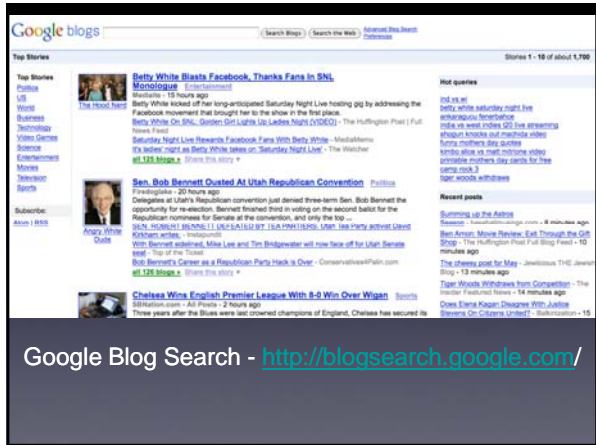 Google blogs
Search Blogs
Search the Web
Advanced Blog Search
Preferences
Top Stories
Stories 1 - 10 of about 1,700
Top Stories
Politics
US
World
Business
Technology
Video Games
Science
Entertainment
Movies
Television
Sports
Subscribe:
Atom | RSS
The Hood Nerd
Betty White Blasts Facebook, Thanks Fans In SNL
Monologue Entertainment
Mediaite - 15 hours ago
Betty White kicked off her long-anticipated Saturday Night Live hosting gig by addressing the
Facebook movement that brought her to the show in the first place.
Betty White On SNL: Golden Girl Lights Up Ladies Night (VIDEO) - The Huffington Post | Full
News Feed
Saturday Night Live Rewards Facebook Fans With Betty White - MediaMemo
It's ladies' night as Betty White takes on 'Saturday Night Live' - The Watcher
all 125 blogs » Share this story
Angry White
Dude
Sen. Bob Bennett Ousted At Utah Republican Convention Politics
Firedoglake - 20 hours ago
Delegates at Utah's Republican convention just denied three-term Sen. Bob Bennett the
opportunity for re-election. Bennett finished third in voting on the second ballot for the
Republican nominees for Senate at the convention, and only the top ...
SEN. ROBERT BENNETT DEFEATED BY TEA PARTIERS. Utah Tea Party activist David
Kirkham writes: - Instapundit
With Bennett sidelined, Mike Lee and Tim Bridgewater will now face off for Utah Senate
seat - Top of the Ticket
Bob Bennett's Career as a Republican Party Hack is Over - Conservatives4Palin.com
all 126 blogs » Share this story
Chelsea Wins English Premier League With 8-0 Win Over Wigan Sports
SBNation.com - All Posts - 2 hours ago
Three years after the Blues were last crowned champions of England, Chelsea has secured its
Hot queries
ind vs wi
betty white saturday night live
ankaragucu fenerbahce
india vs west indies t20 live streaming
shogun knocks out machida video
funny mothers day quotes
kimbo slice vs matt mitrione video
printable mothers day cards for free
camp rock 3
tiger woods withdraws
Recent posts
Summing up the Astros
Season - 8 minutes ago
Ben Arnon: Movie Review: Exit Through the Gift
Shop - The Huffington Post Full Blog Feed - 10
minutes ago
The cheesy post for May - Jewlicious THE Jewish
Blog - 13 minutes ago
Tiger Woods Withdraws from Competition - The
Insider Featured News - 14 minutes ago
Does Elena Kagan Disagree With Justice
Stevens On Citizens United? - Balkinization - 15
Google Blog Search - http://blogsearch.google.com/